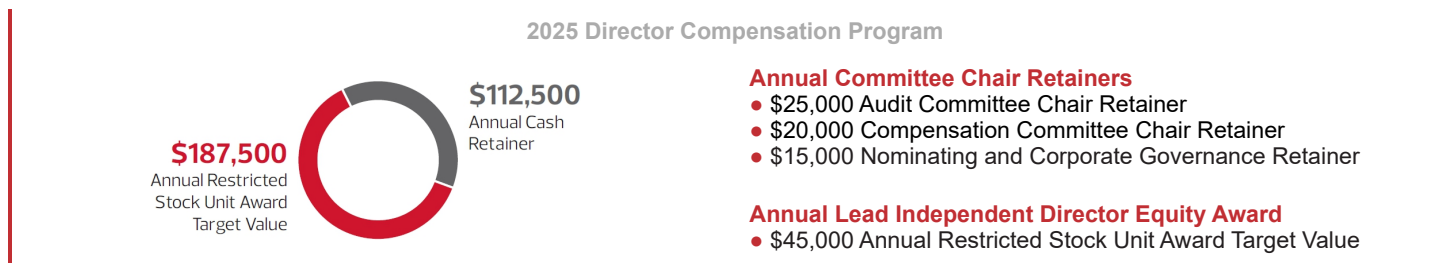 2025 Director Compensation Program
$112,500
Annual Cash
Retainer
$187,500
Annual Restricted
Stock Unit Award
Target Value
Annual Committee Chair Retainers
● $25,000 Audit Committee Chair Retainer
● $20,000 Compensation Committee Chair Retainer
● $15,000 Nominating and Corporate Governance Retainer
Annual Lead Independent Director Equity Award
● $45,000 Annual Restricted Stock Unit Award Target Value